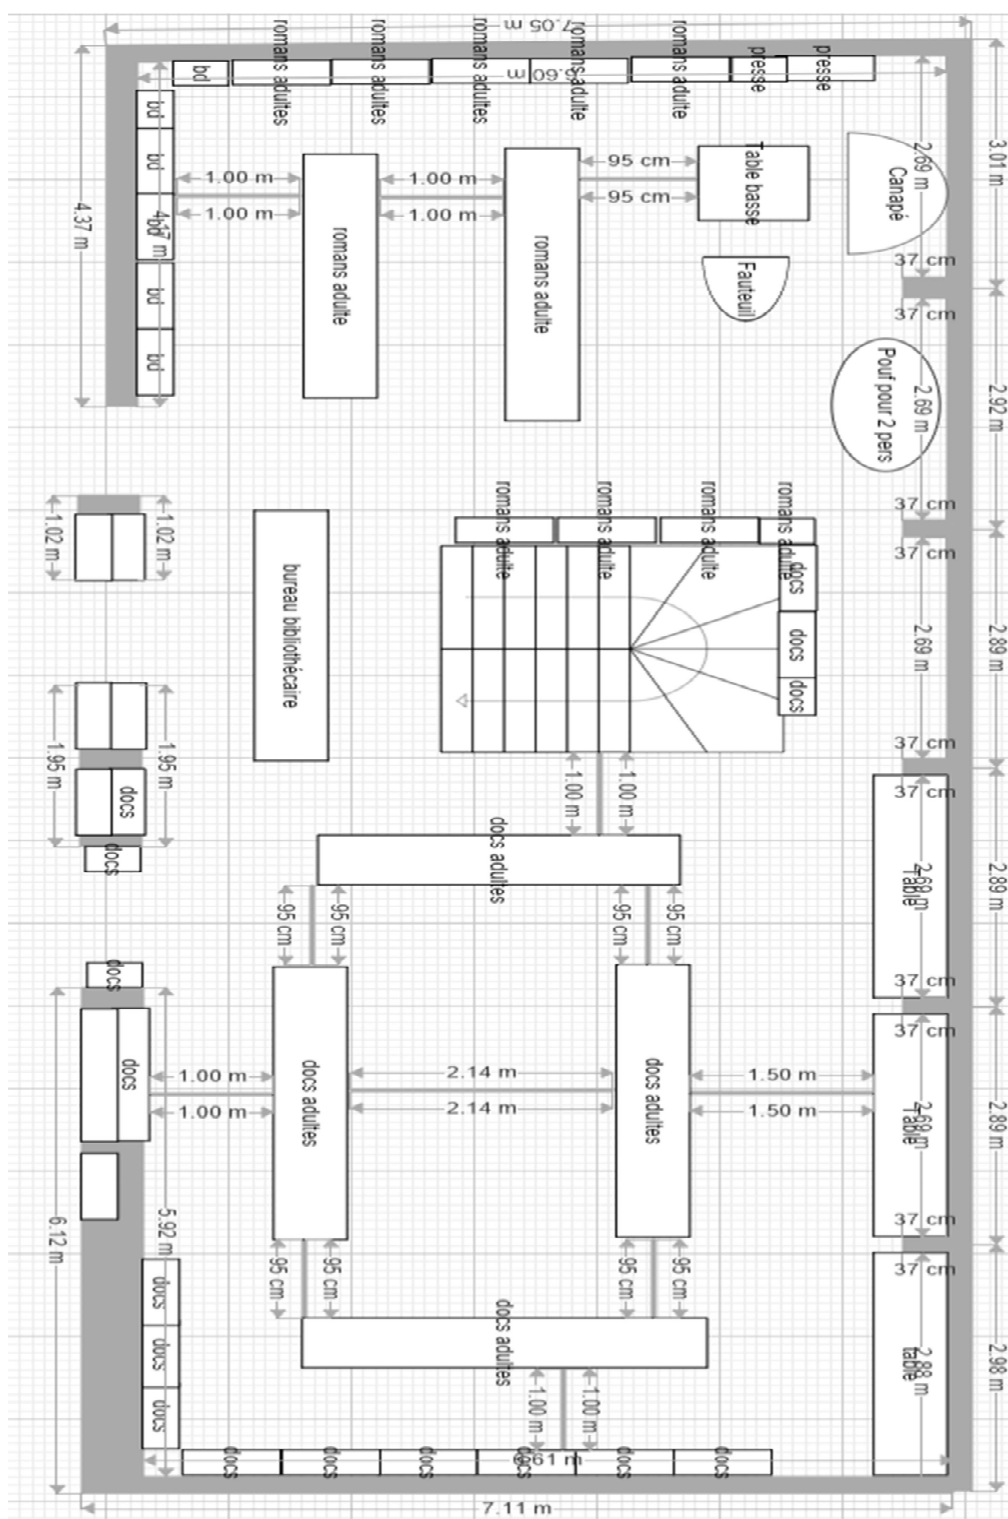 7.05 m
romans adultes
romans adultes
romans adultes
romans adulte
romans adulte
presse
presse
bd
6.60 m
bd
bd
bd
bd
bd
4.37 m
4.17 m
1.00 m
1.00 m
1.00 m
1.00 m
95 cm
95 cm
romans adulte
romans adulte
Table basse
Canapé
Fauteuil
Pouf pour 2 pers
2.69 m
3.01 m
37 cm
37 cm
2.69 m
2.92 m
37 cm
37 cm
2.69 m
2.89 m
37 cm
1.02 m
1.02 m
bureau bibliothécaire
romans adulte
romans adulte
romans adulte
romans adulte
docs
docs
docs
1.95 m
1.95 m
docs
docs
1.00 m
1.00 m
docs adultes
95 cm
95 cm
95 cm
95 cm
37 cm
Table
2.69 m
2.89 m
37 cm
docs
docs
6.12 m
5.92 m
1.00 m
1.00 m
docs adultes
2.14 m
2.14 m
docs adultes
1.50 m
1.50 m
37 cm
Table
2.69 m
2.89 m
37 cm
95 cm
95 cm
95 cm
95 cm
docs adultes
37 cm
table
2.88 m
2.98 m
docs
docs
docs
1.00 m
1.00 m
docs
docs
docs
docs
docs
docs
6.61 m
7.11 m